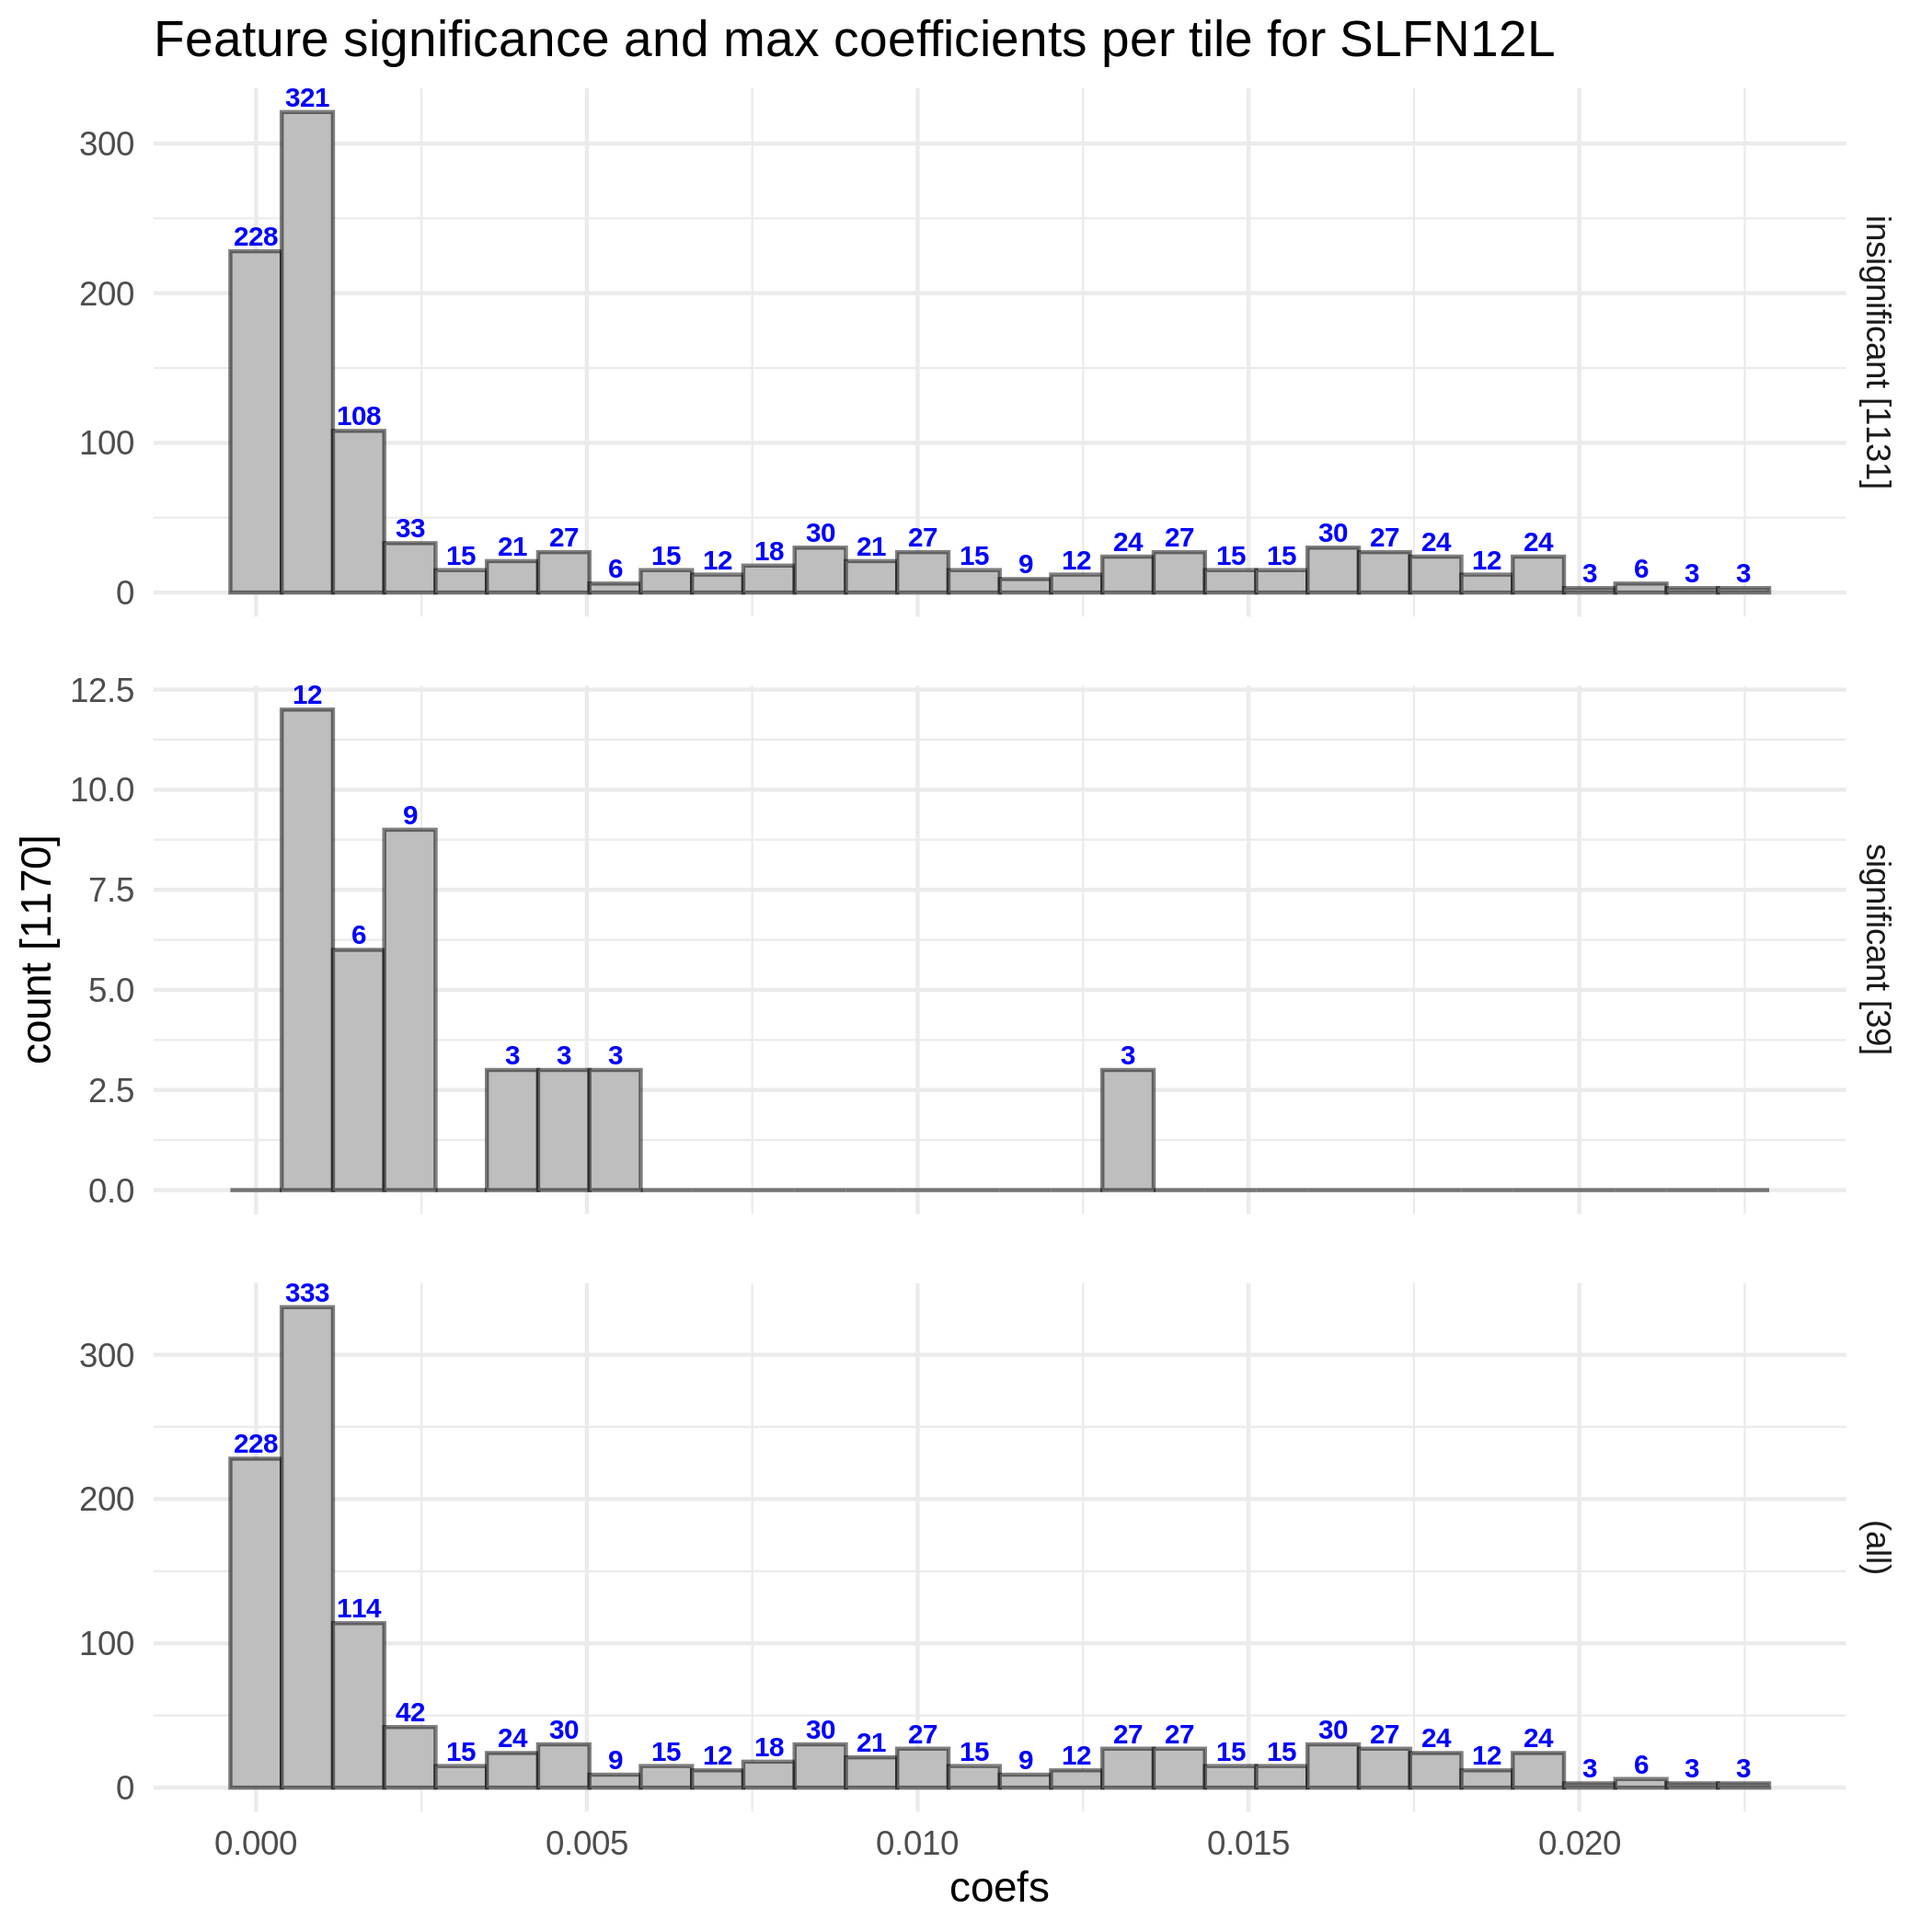 Feature significance and max coefficients per tile for SLFN12L
321
300
228
200
108
100
33 15 21 27 6 15 12 18 30 21 27 15 9 12 24 27 15 15 30 27 24 12 24 3 6 3 3
0
insignificant [1131]
12.5
12
10.0
9
7.5
6
5.0
3 3 3 3
2.5
0.0
significant [39]
count [1170]
333
300
228
200
114
100
42 15 24 30 9 15 12 18 30 21 27 15 9 12 27 27 15 15 30 27 24 12 24 3 6 3 3
0
(all)
0.000 0.005 0.010 0.015 0.020
coefs